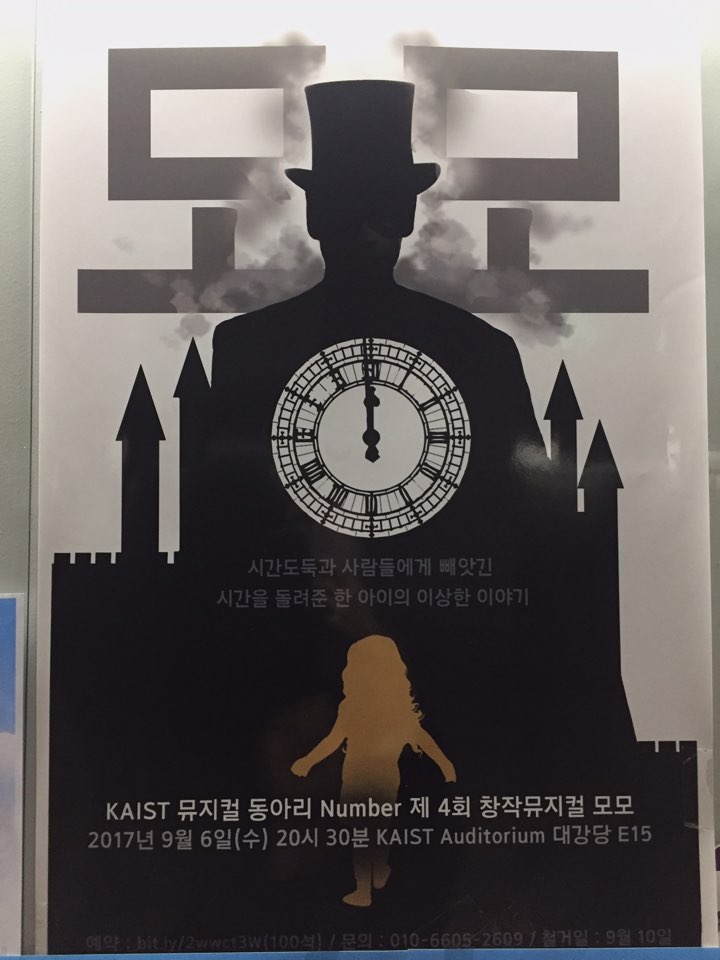 모모
시간도둑과 사람들에게 빼앗긴
시간을 돌려준 한 아이의 이상한 이야기
KAIST 뮤지컬 동아리 Number 제 4회 창작뮤지컬 모모
2017년 9월 6일(수) 20시 30분 KAIST Auditorium 대강당 E15
예약 : bit.ly/2wwct3W(100석) / 문의 : 010-6605-2609 / 철거일 : 9월 10일